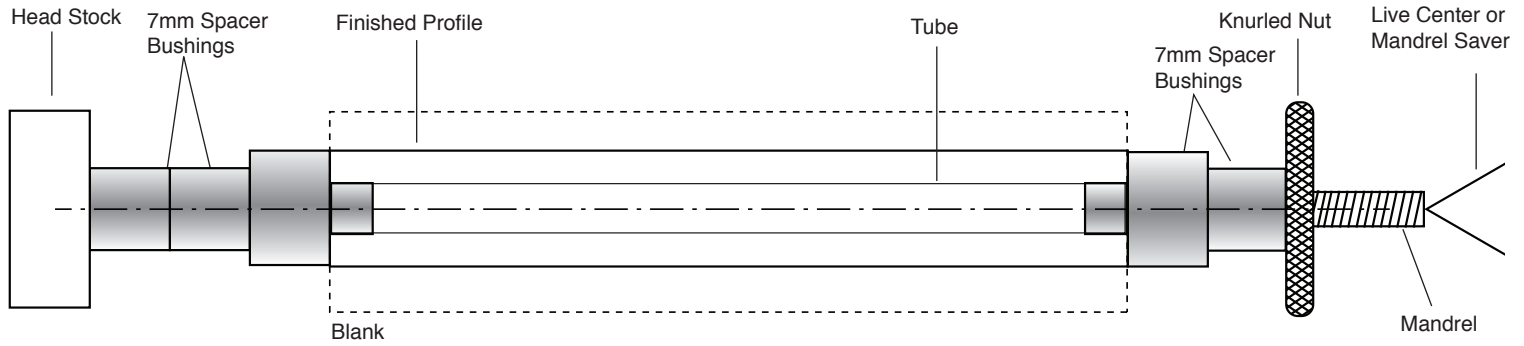 Head Stock
7mm Spacer
Bushings
Finished Profile
Tube
Knurled Nut
Live Center or
Mandrel Saver
7mm Spacer
Bushings
Blank
Mandrel